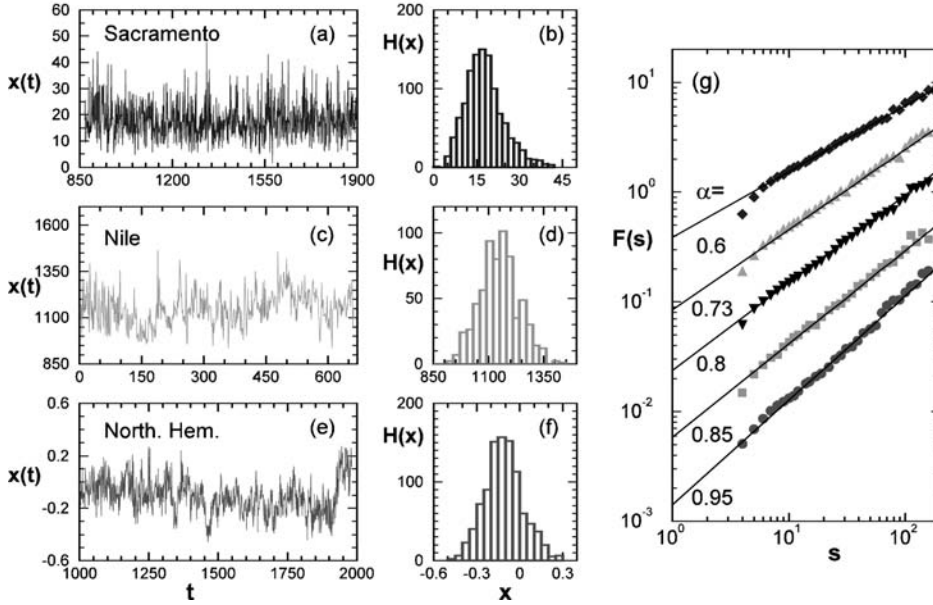 60
50
40
30
20
10
0
x(t)
Sacramento
(a)
850 1200 1550 1900
200
H(x)
100
0
(b)
0 15 30 45
1700
1500
1300
1100
850
x(t)
Nile
(c)
0 150 300 450 600
H(x)
100
50
0
(d)
850 1100 1350
0.6
0.2
-0.2
-0.6
x(t)
North. Hem.
(e)
1000 1250 1500 1750 2000
t
200
H(x)
100
0
(f)
-0.6 -0.3 0 0.3
x
(g)
10¹
10⁰
F(s)
10⁻¹
10⁻²
10⁻³
α=
0.6
0.73
0.8
0.85
0.95
10⁰ 10¹ 10²
s